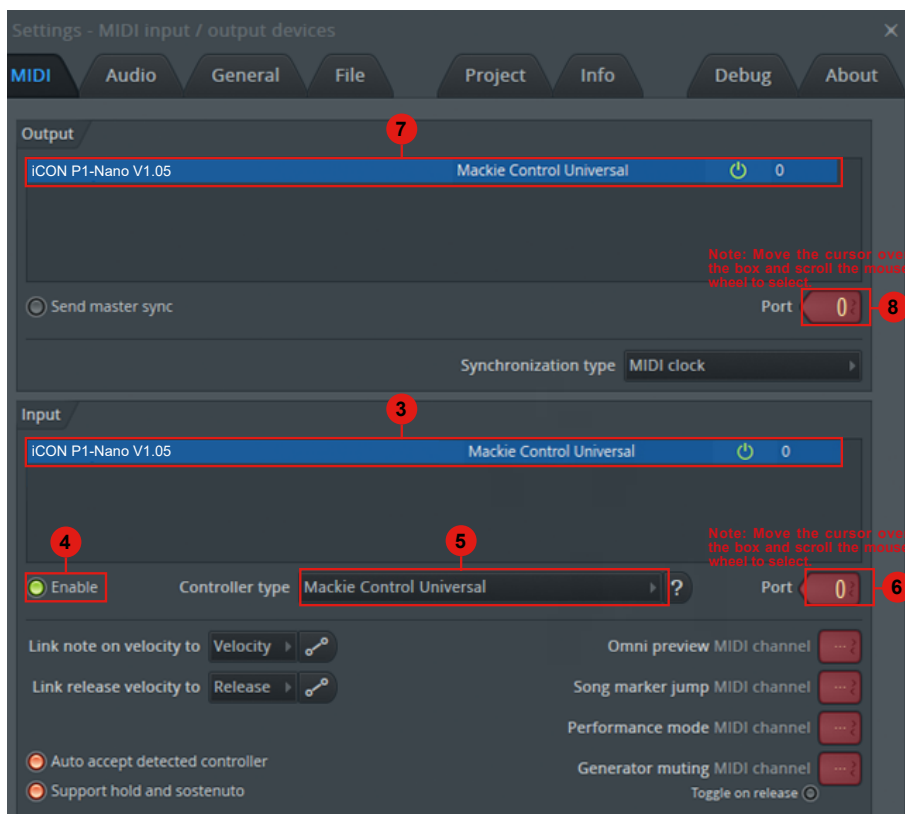 Settings - MIDI input / output devices
MIDI Audio General File Project Info Debug About
Output
7
iCON P1-Nano V1.05 Mackie Control Universal 0
Note: Move the cursor over
the box and scroll the mouse
wheel to select.
Send master sync
Port 0
8
Synchronization type MIDI clock
Input
3
iCON P1-Nano V1.05 Mackie Control Universal 0
4
5
Note: Move the cursor over
the box and scroll the mouse
wheel to select.
Enable Controller type Mackie Control Universal ? Port 0
6
Link note on velocity to Velocity Omni preview MIDI channel ---
Link release velocity to Release Song marker jump MIDI channel ---
Performance mode MIDI channel ---
Auto accept detected controller Generator muting MIDI channel ---
Support hold and sostenuto Toggle on release